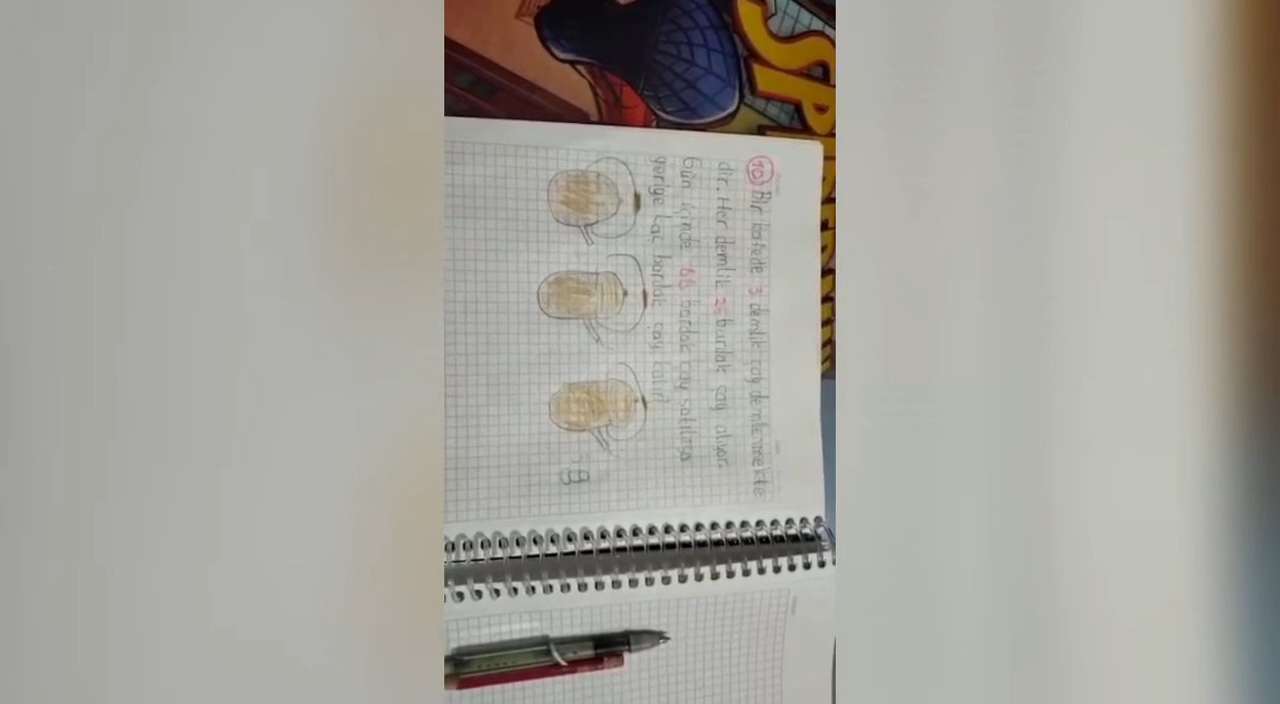 10 Bir kafede 3 demlik çay demlenmekte
dir. Her demlik 25 bardak çay alıyor.
Gün içinde bardak çay satılırsa
geriye kaç bardak çay kalır?